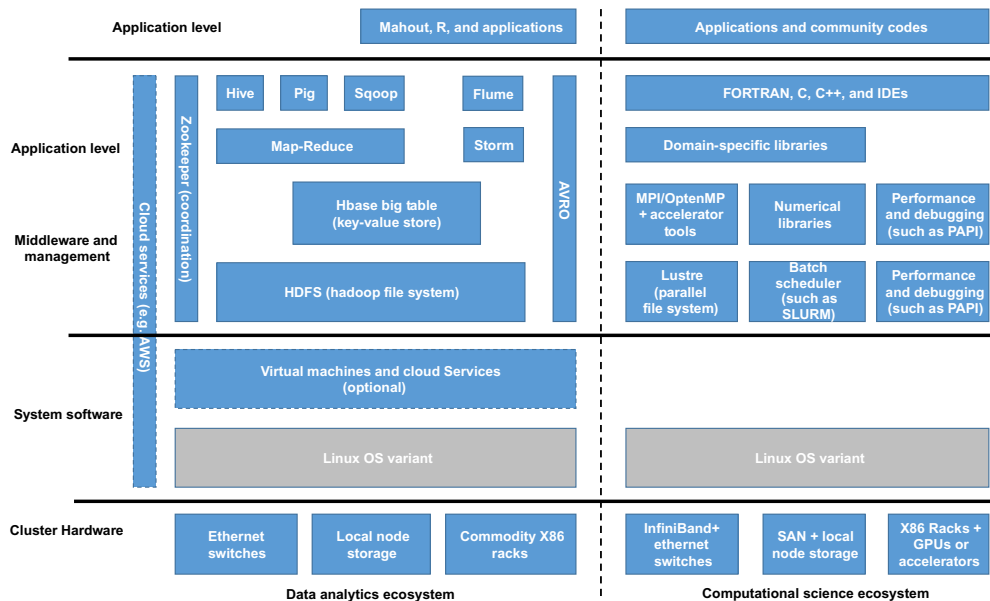 Application level
Mahout, R, and applications
Applications and community codes
Application level
Middleware and
management
Cloud services (e.g. AWS)
Zookeeper (coordination)
Hive
Pig
Sqoop
Flume
Map-Reduce
Storm
Hbase big table
(key-value store)
HDFS (hadoop file system)
AVRO
FORTRAN, C, C++, and IDEs
Domain-specific libraries
MPI/OptenMP
+ accelerator
tools
Numerical
libraries
Performance
and debugging
(such as PAPI)
Lustre
(parallel
file system)
Batch
scheduler
(such as
SLURM)
Performance
and debugging
(such as PAPI)
System software
Virtual machines and cloud Services
(optional)
Linux OS variant
Linux OS variant
Cluster Hardware
Ethernet
switches
Local node
storage
Commodity X86
racks
InfiniBand+
ethernet
switches
SAN + local
node storage
X86 Racks +
GPUs or
accelerators
Data analytics ecosystem
Computational science ecosystem